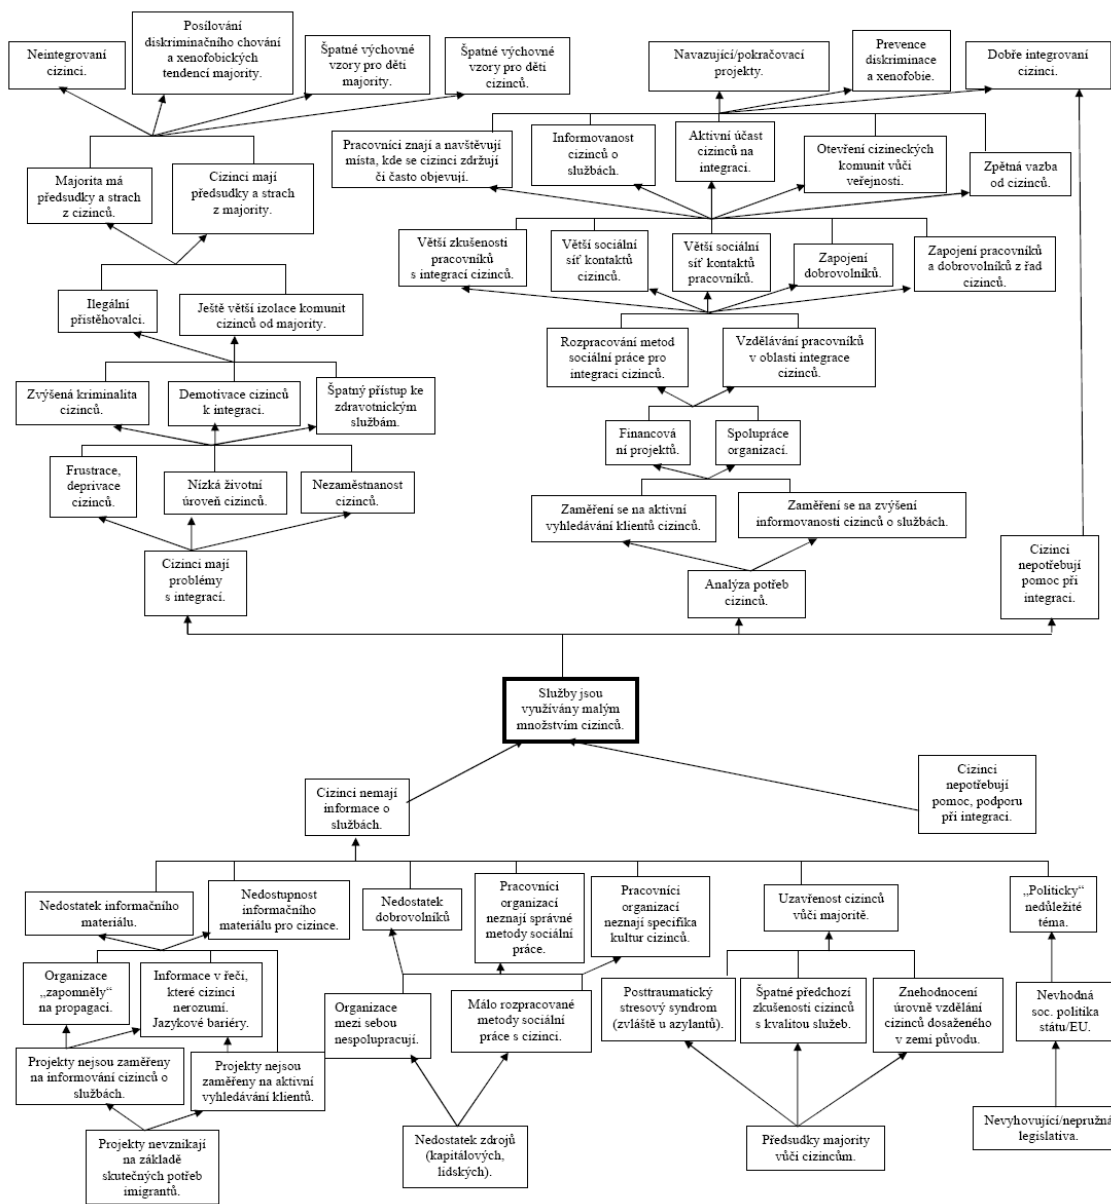 Neintegrovaní
cizinci.
Posilování
diskriminačního chování
a xenofobických
tendencí majority.
Špatné výchovné
vzory pro děti
majority.
Špatné výchovné
vzory pro děti
cizinců.
Navazující/pokračovací
projekty.
Prevence
diskriminace
a xenofobie.
Dobře integrovaní
cizinci.
Majorita má
předsudky a strach
z cizinců.
Cizinci mají
předsudky a strach
z majority.
Pracovníci znají a navštěvují
místa, kde se cizinci zdržují
či často objevují.
Informovanost
cizinců o
službách.
Aktivní účast
cizinců na
integraci.
Otevření cizineckých
komunit vůči
veřejnosti.
Zpětná vazba
od cizinců.
Větší zkušenosti
pracovníků
s integrací cizinců.
Větší sociální
síť kontaktů
cizinců.
Větší sociální
síť kontaktů
pracovníků.
Zapojení
dobrovolníků.
Zapojení pracovníků
a dobrovolníků z řad
cizinců.
Ilegální
přistěhovalci.
Ještě větší izolace komunit
cizinců od majority.
Rozpracování metod
sociální práce pro
integraci cizinců.
Vzdělávání pracovníků
v oblasti integrace
cizinců.
Zvýšená kriminalita
cizinců.
Demotivace cizinců
k integraci.
Špatný přístup ke
zdravotnickým
službám.
Financová
ní projektů.
Spolupráce
organizací.
Frustrace,
deprivace
cizinců.
Nízká životní
úroveň cizinců.
Nezaměstnanost
cizinců.
Zaměření se na aktivní
vyhledávání klientů cizinců.
Zaměření se na zvýšení
informovanosti cizinců o službách.
Cizinci mají
problémy
s integrací.
Analýza potřeb
cizinců.
Cizinci
nepotřebují
pomoc při
integraci.
Služby jsou
využívány malým
množstvím cizinců.
Cizinci nemají
informace o
službách.
Cizinci
nepotřebují
pomoc, podporu
při integraci.
Nedostatek informačního
materiálu.
Nedostupnost
informačního
materiálu pro cizince.
Nedostatek
dobrovolníků
Pracovníci
organizací
neznají správné
metody sociální
práce.
Pracovníci
organizací
neznají specifika
kultur cizinců.
Uzavřenost cizinců
vůči majoritě.
„Politicky“
nedůležité
téma.
Organizace
„zapomněly“
na propagaci.
Informace v řeči,
které cizinci
nerozumí.
Jazykové bariéry.
Organizace
mezi sebou
nespolupracují.
Málo rozpracované
metody sociální
práce s cizinci.
Posttraumatický
stresový syndrom
(zvláště u azylantů).
Špatné předchozí
zkušenosti cizinců
s kvalitou služeb.
Znehodnocení
úrovně vzdělání
cizinců dosaženého
v zemi původu.
Nevhodná
soc. politika
státu/EU.
Projekty nejsou zaměřeny
na informování cizinců o
službách.
Projekty nejsou
zaměřeny na aktivní
vyhledávání klientů.
Projekty nevznikají
na základě
skutečných potřeb
imigrantů.
Nedostatek zdrojů
(kapitálových,
lidských).
Předsudky majority
vůči cizincům.
Nevyhovující/nepružná
legislativa.